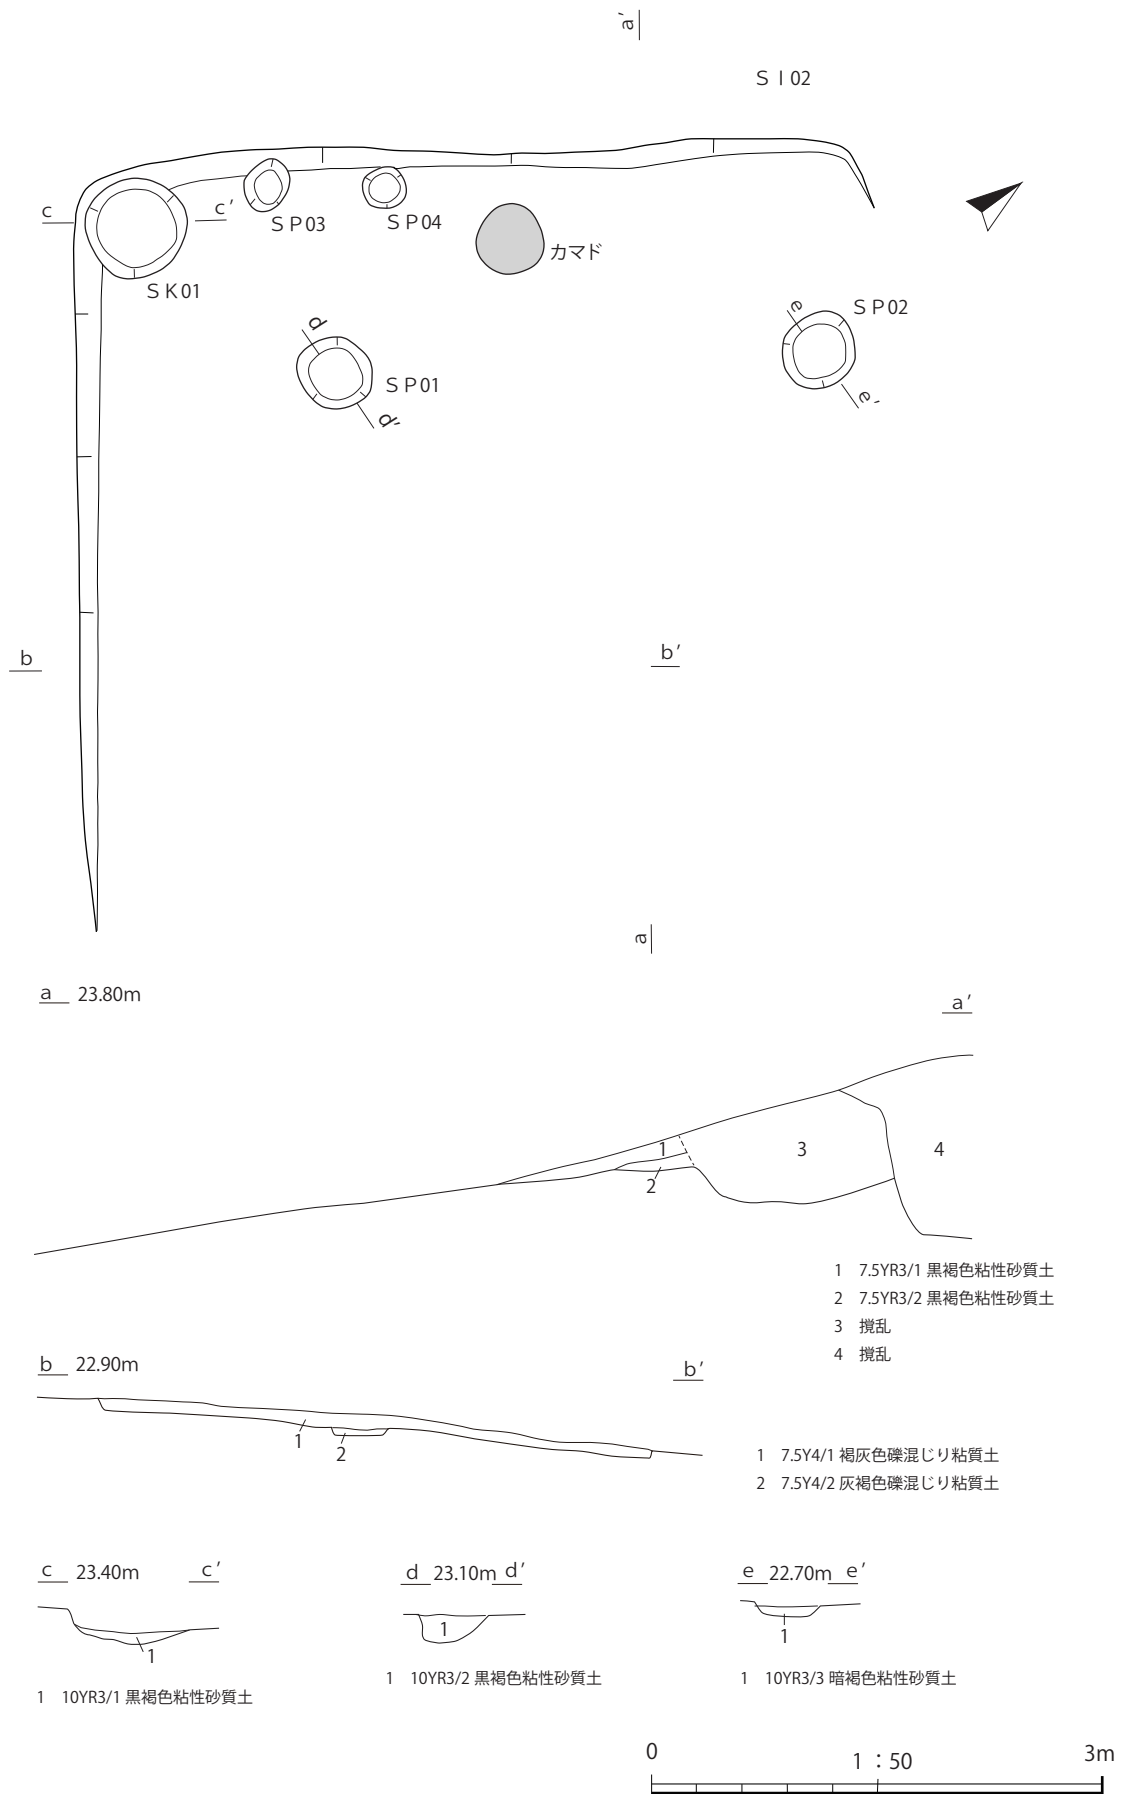 a′
ＳＩ02
c
c′
ＳP03
ＳP04
カマド
ＳK01
d
ＳP01
d′
e
ＳP02
e′
b
b′
a
a 23.80m
a′
1
2
3
4
1 7.5YR3/1 黒褐色粘性砂質土
2 7.5YR3/2 黒褐色粘性砂質土
3 撹乱
4 撹乱
b 22.90m
b′
1
2
1 7.5Y4/1 褐灰色礫混じり粘質土
2 7.5Y4/2 灰褐色礫混じり粘質土
c 23.40m c′
1
1 10YR3/1 黒褐色粘性砂質土
d 23.10m d′
1
1 10YR3/2 黒褐色粘性砂質土
e 22.70m e′
1
1 10YR3/3 暗褐色粘性砂質土
0 1：50 3m